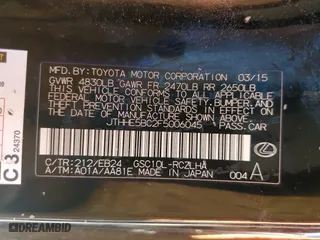 MFD. BY: TOYOTA MOTOR CORPORATION 03/15
GVWR 4830LB GAWR FR 2470LB RR 2650LB
THIS VEHICLE CONFORMS TO ALL APPLICABLE
FEDERAL MOTOR VEHICLE SAFETY, BUMPER, AND
THEFT PREVENTION STANDARDS IN EFFECT ON THE
DATE OF MANUFACTURE SHOWN ABOVE.
PASS.CAR
C/TR:212/EB24 GSC10L-RCZLHA
A/TM:A01A/AA81E MADE IN JAPAN 004 A
24370
DREAMBID